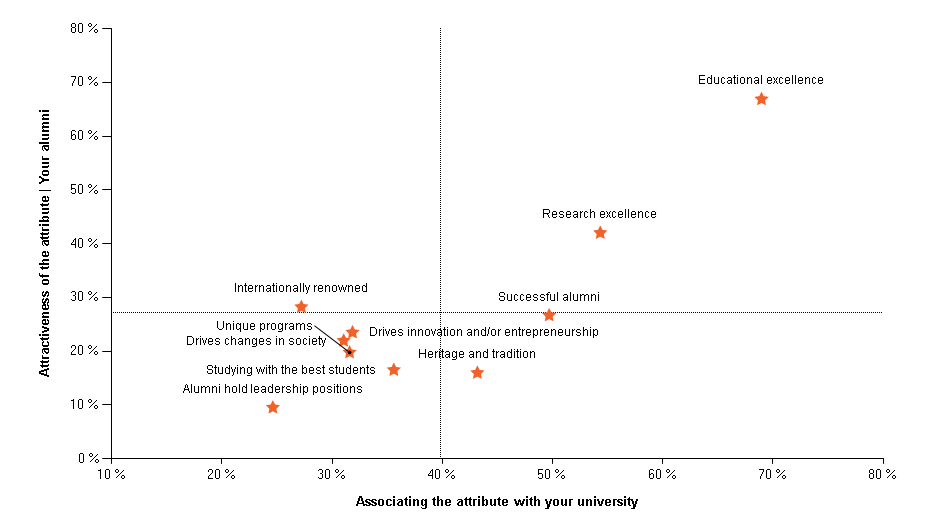 80 %
70 %
60 %
50 %
40 %
30 %
20 %
10 %
0 %
Attractiveness of the attribute | Your alumni
Educational excellence
Research excellence
Internationally renowned
Successful alumni
Unique programs
Drives innovation and/or entrepreneurship
Drives changes in society
Heritage and tradition
Studying with the best students
Alumni hold leadership positions
10 % 20 % 30 % 40 % 50 % 60 % 70 % 80 %
Associating the attribute with your university